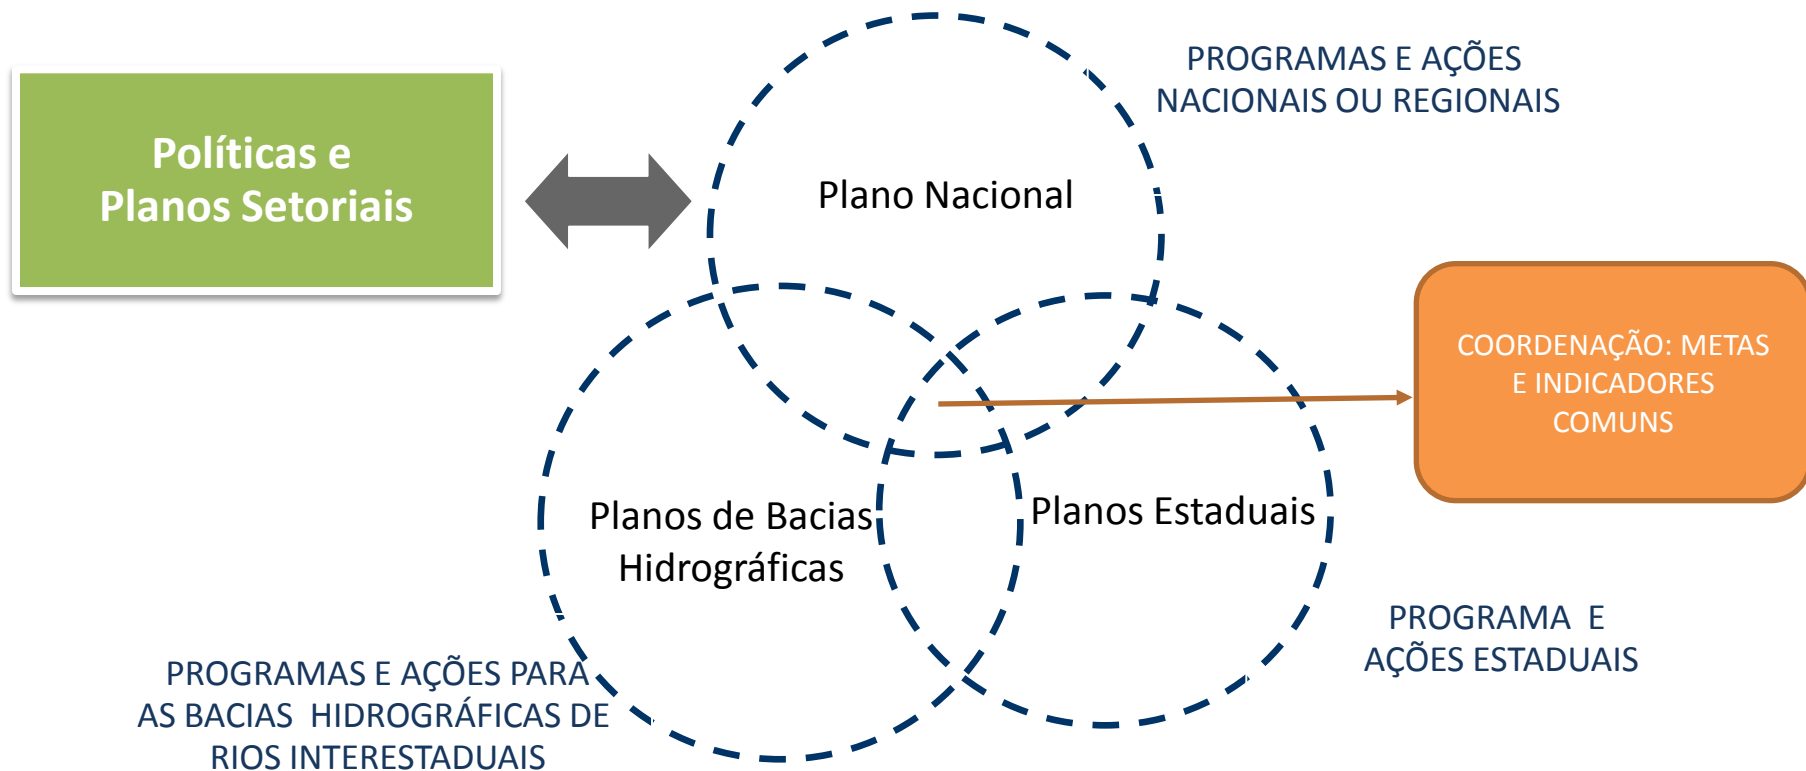 PROGRAMAS E AÇÕES
NACIONAIS OU REGIONAIS
Políticas e
Planos Setoriais
Plano Nacional
COORDENAÇÃO: METAS
E INDICADORES
COMUNS
Planos de Bacias
Hidrográficas
Planos Estaduais
PROGRAMA  E
AÇÕES ESTADUAIS
PROGRAMAS E AÇÕES PARA
AS BACIAS  HIDROGRÁFICAS DE
RIOS INTERESTADUAIS